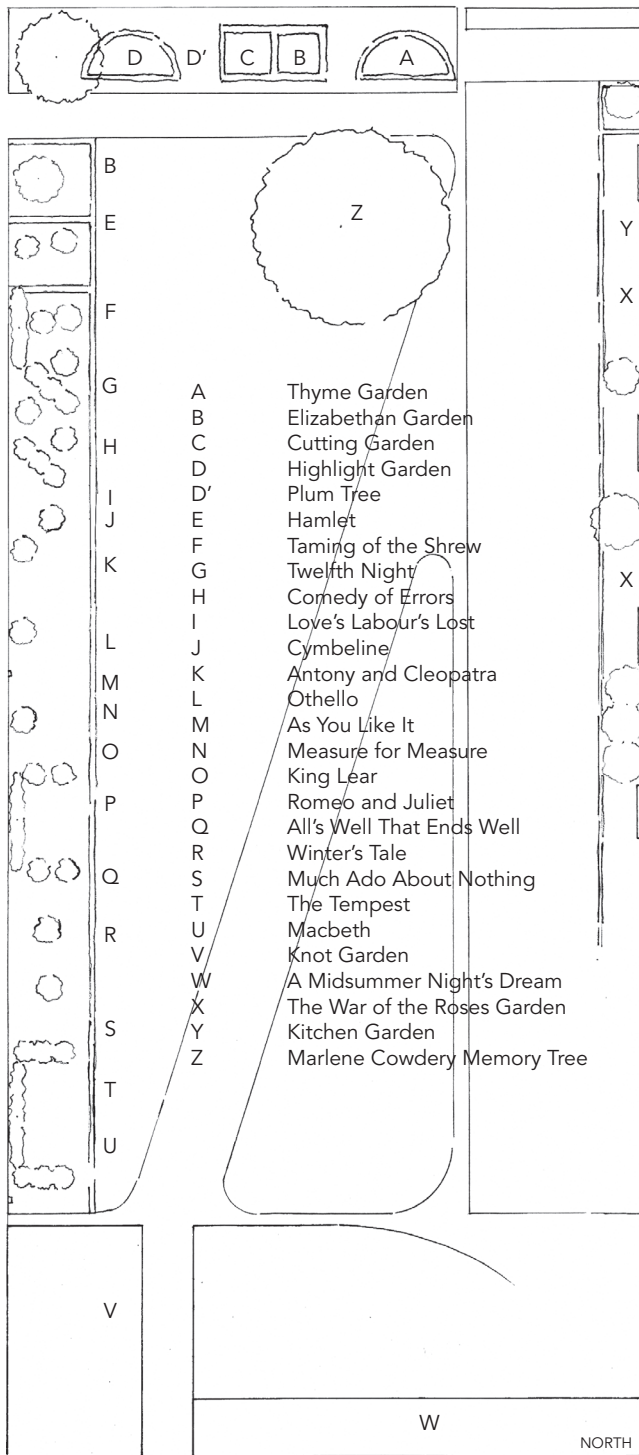 D D' C B A
B
E
Z
Y
F
X
G
H
I
J
K
X
L
M
N
O
P
Q
R
S
T
U
V
W
A Thyme Garden
B Elizabethan Garden
C Cutting Garden
D Highlight Garden
D' Plum Tree
E Hamlet
F Taming of the Shrew
G Twelfth Night
H Comedy of Errors
I Love's Labour's Lost
J Cymbeline
K Antony and Cleopatra
L Othello
M As You Like It
N Measure for Measure
O King Lear
P Romeo and Juliet
Q All's Well That Ends Well
R Winter's Tale
S Much Ado About Nothing
T The Tempest
U Macbeth
V Knot Garden
W A Midsummer Night's Dream
X The War of the Roses Garden
Y Kitchen Garden
Z Marlene Cowdery Memory Tree
NORTH